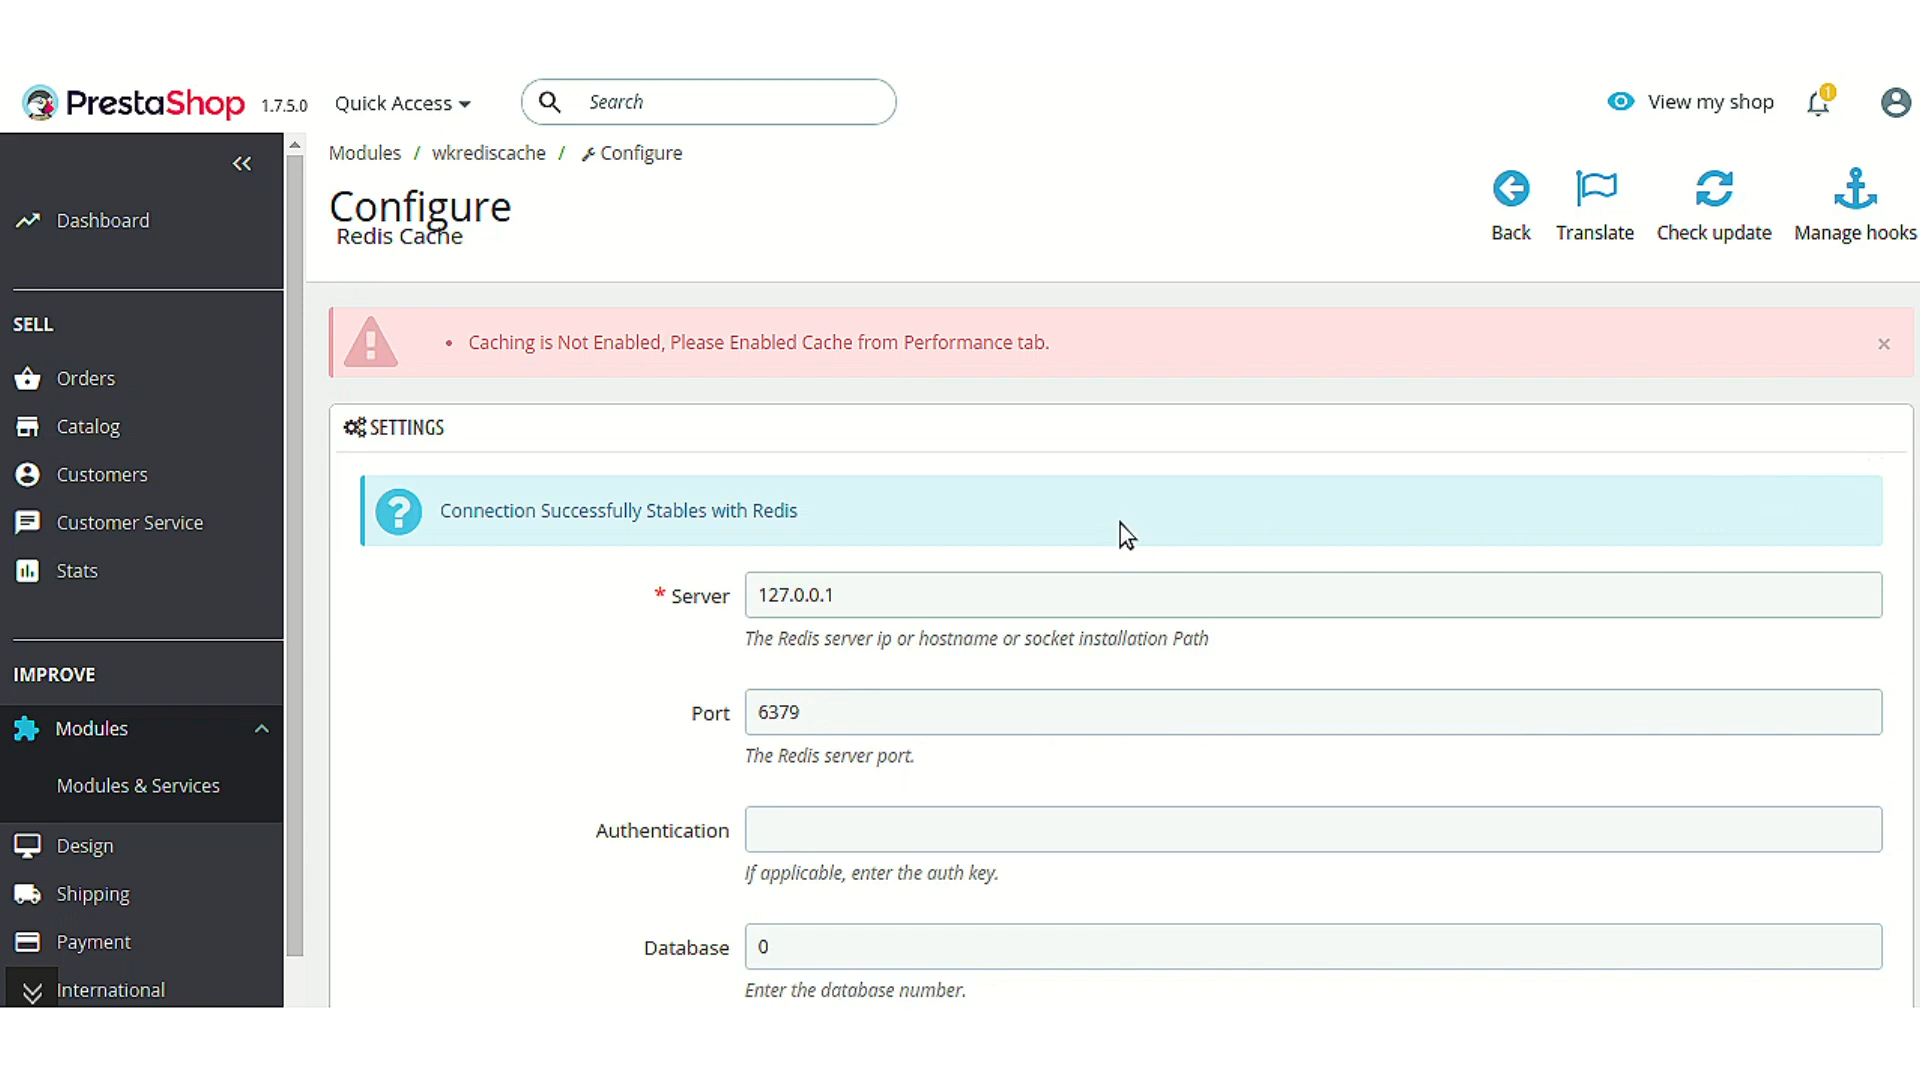 PrestaShop 1.7.5.0 Quick Access Search View my shop 1
Modules / wkrediscache / Configure
Configure
Redis Cache
Back Translate Check update Manage hooks
Dashboard
SELL
Orders
Catalog
Customers
Customer Service
Stats
IMPROVE
Modules
Modules & Services
Design
Shipping
Payment
International
• Caching is Not Enabled, Please Enabled Cache from Performance tab. ×
SETTINGS
? Connection Successfully Stables with Redis
* Server 127.0.0.1
The Redis server ip or hostname or socket installation Path
Port 6379
The Redis server port.
Authentication
If applicable, enter the auth key.
Database 0
Enter the database number.